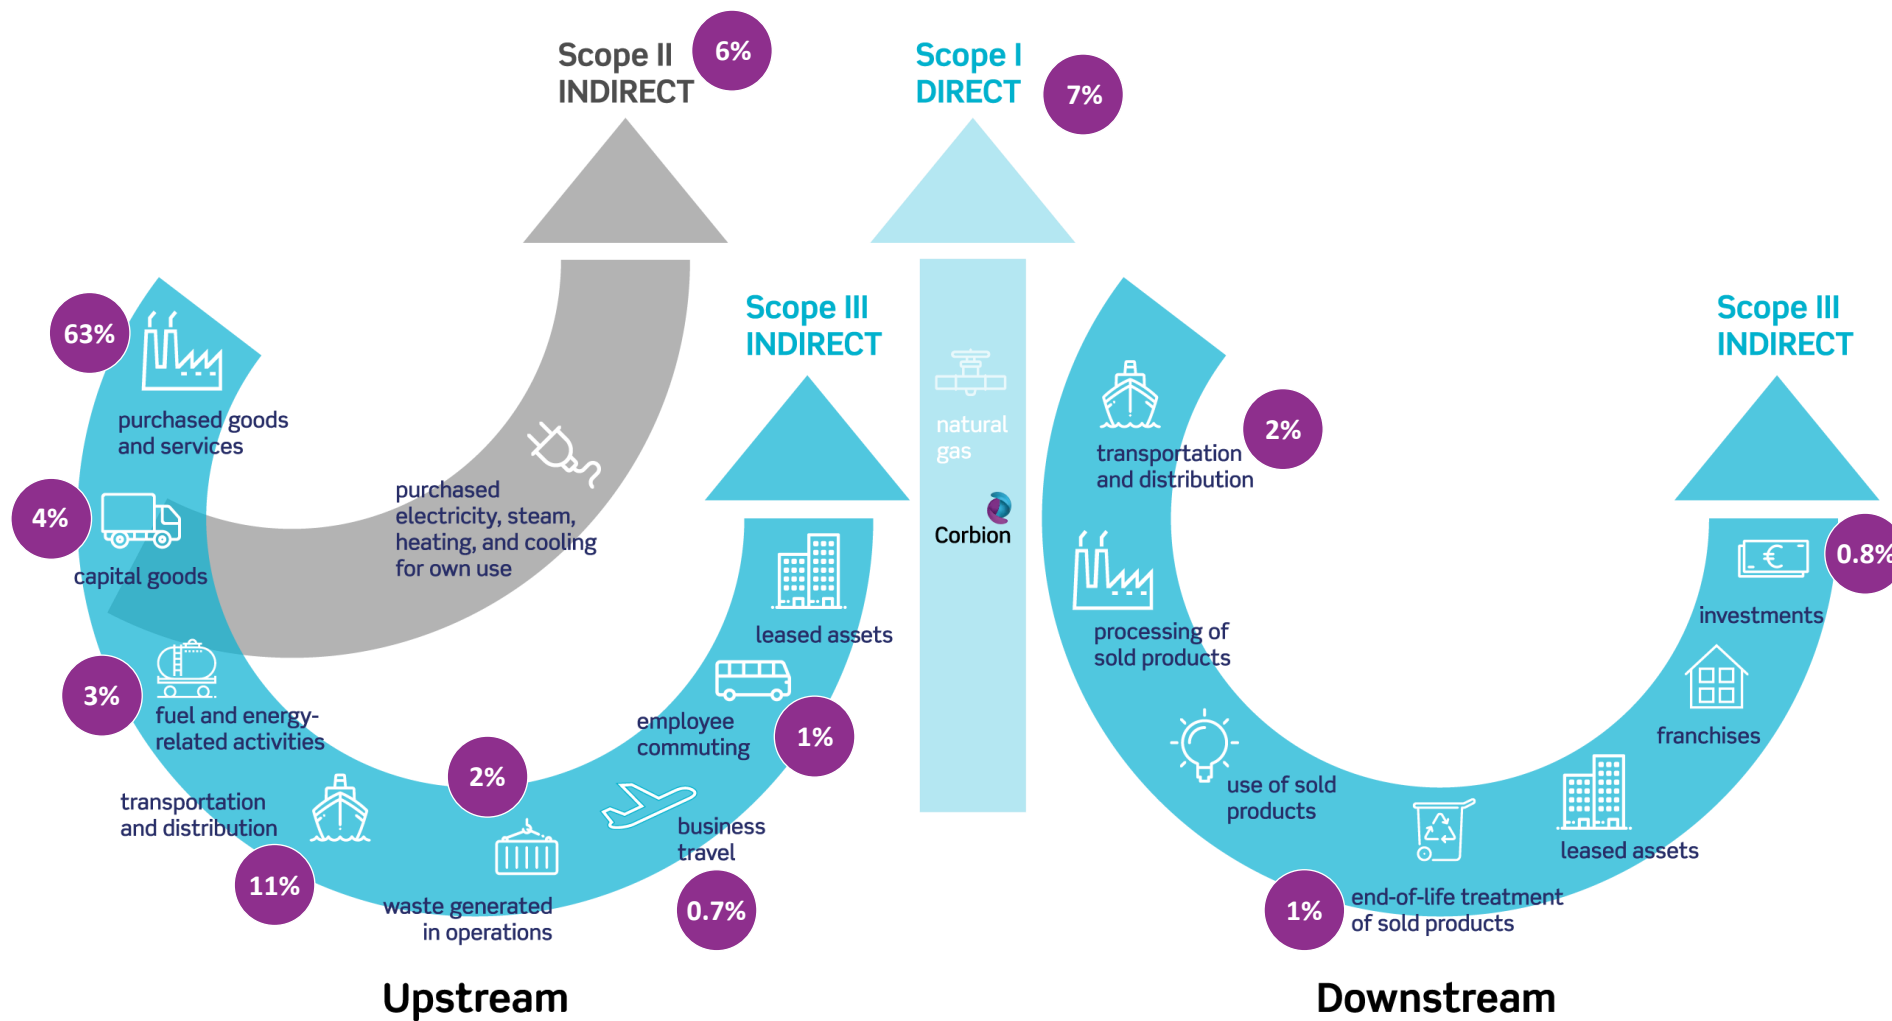 Scope II
INDIRECT
6%
Scope I
DIRECT
7%
63%
purchased goods
and services
4%
capital goods
3%
fuel and energy-
related activities
transportation
and distribution
11%
2%
waste generated
in operations
business
travel
0.7%
employee
commuting
1%
leased assets
purchased
electricity, steam,
heating, and cooling
for own use
Scope III
INDIRECT
natural
gas
Corbion
transportation
and distribution
2%
processing of
sold products
use of sold
products
1%
end-of-life treatment
of sold products
leased assets
franchises
investments
€
0.8%
Scope III
INDIRECT
Upstream
Downstream